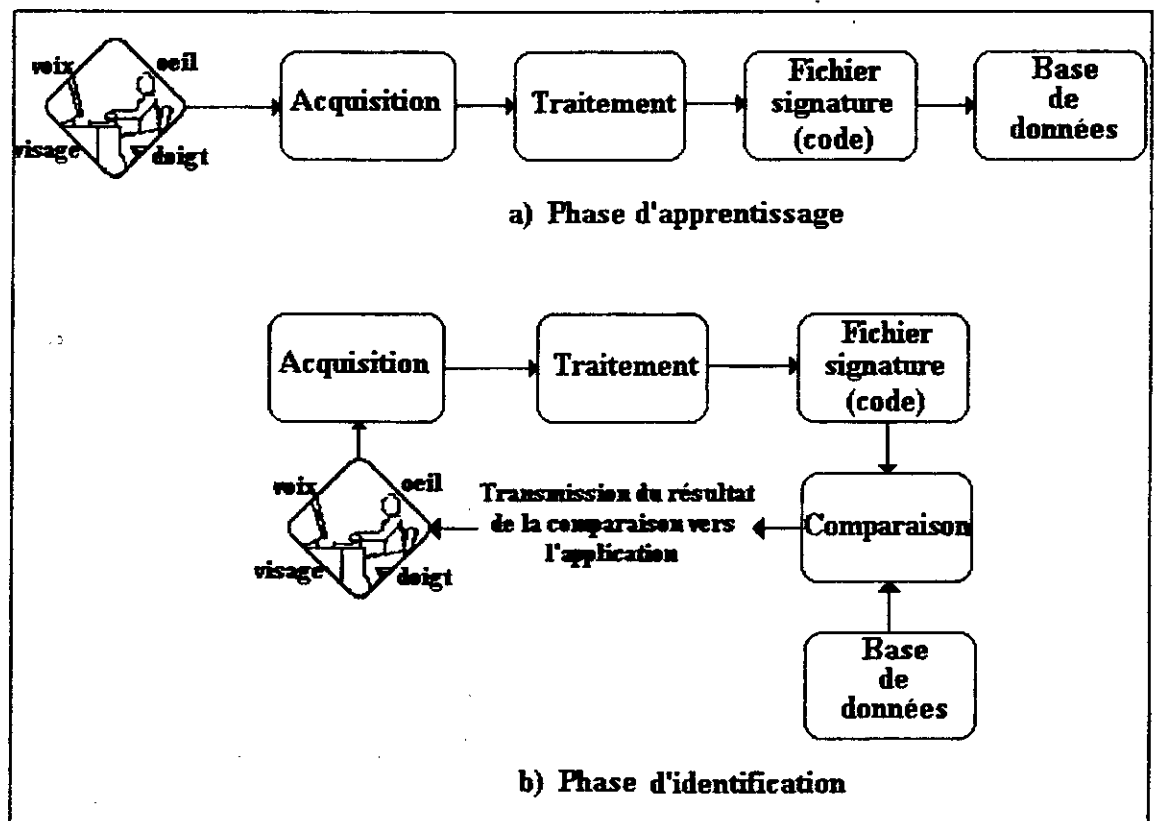 voix
oeil
visage
doigt
Acquisition
Traitement
Fichier
signature
(code)
Base
de
données
a) Phase d'apprentissage
Acquisition
Traitement
Fichier
signature
(code)
voix
oeil
visage
doigt
Transmission du résultat
de la comparaison vers
l'application
Comparaison
Base
de
données
b) Phase d'identification